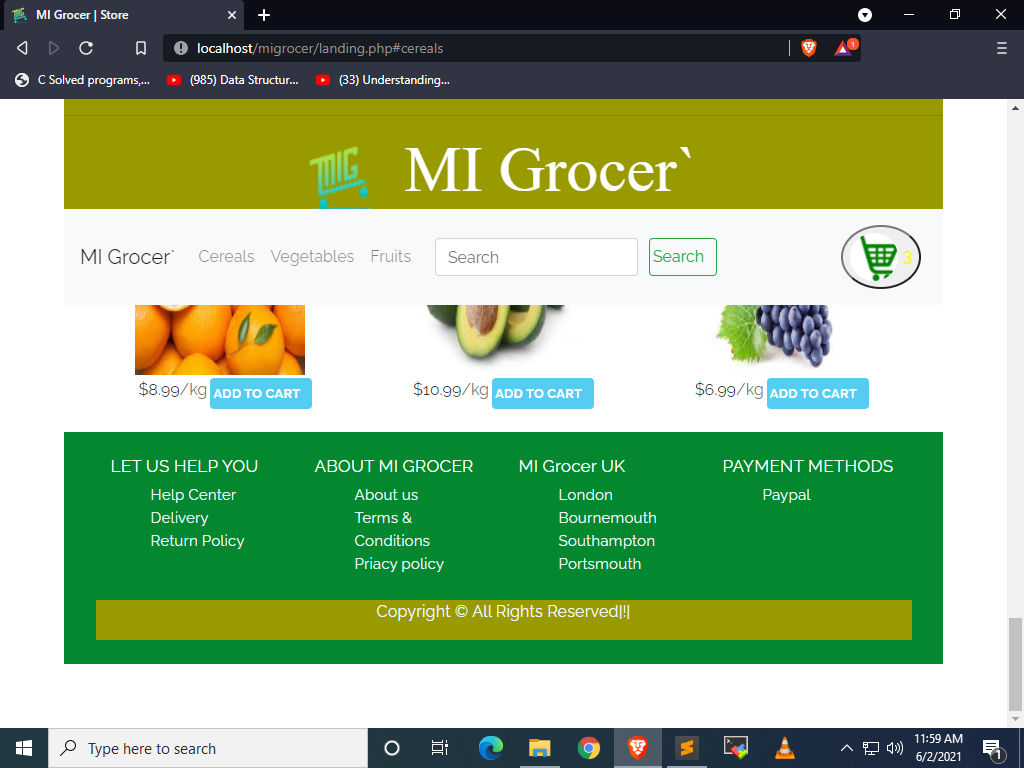 MI Grocer | Store
localhost/migrocer/landing.php#cereals
1
C Solved programs,...
(985) Data Structur...
(33) Understanding...
MIG
MI Grocer`
MI Grocer`
Cereals
Vegetables
Fruits
Search
Search
3
$8.99/kg ADD TO CART
$10.99/kg ADD TO CART
$6.99/kg ADD TO CART
LET US HELP YOU
Help Center
Delivery
Return Policy
ABOUT MI GROCER
About us
Terms &
Conditions
Priacy policy
MI Grocer UK
London
Bournemouth
Southampton
Portsmouth
PAYMENT METHODS
Paypal
Copyright © All Rights Reserved|!|
Type here to search
11:59 AM
6/2/2021
1